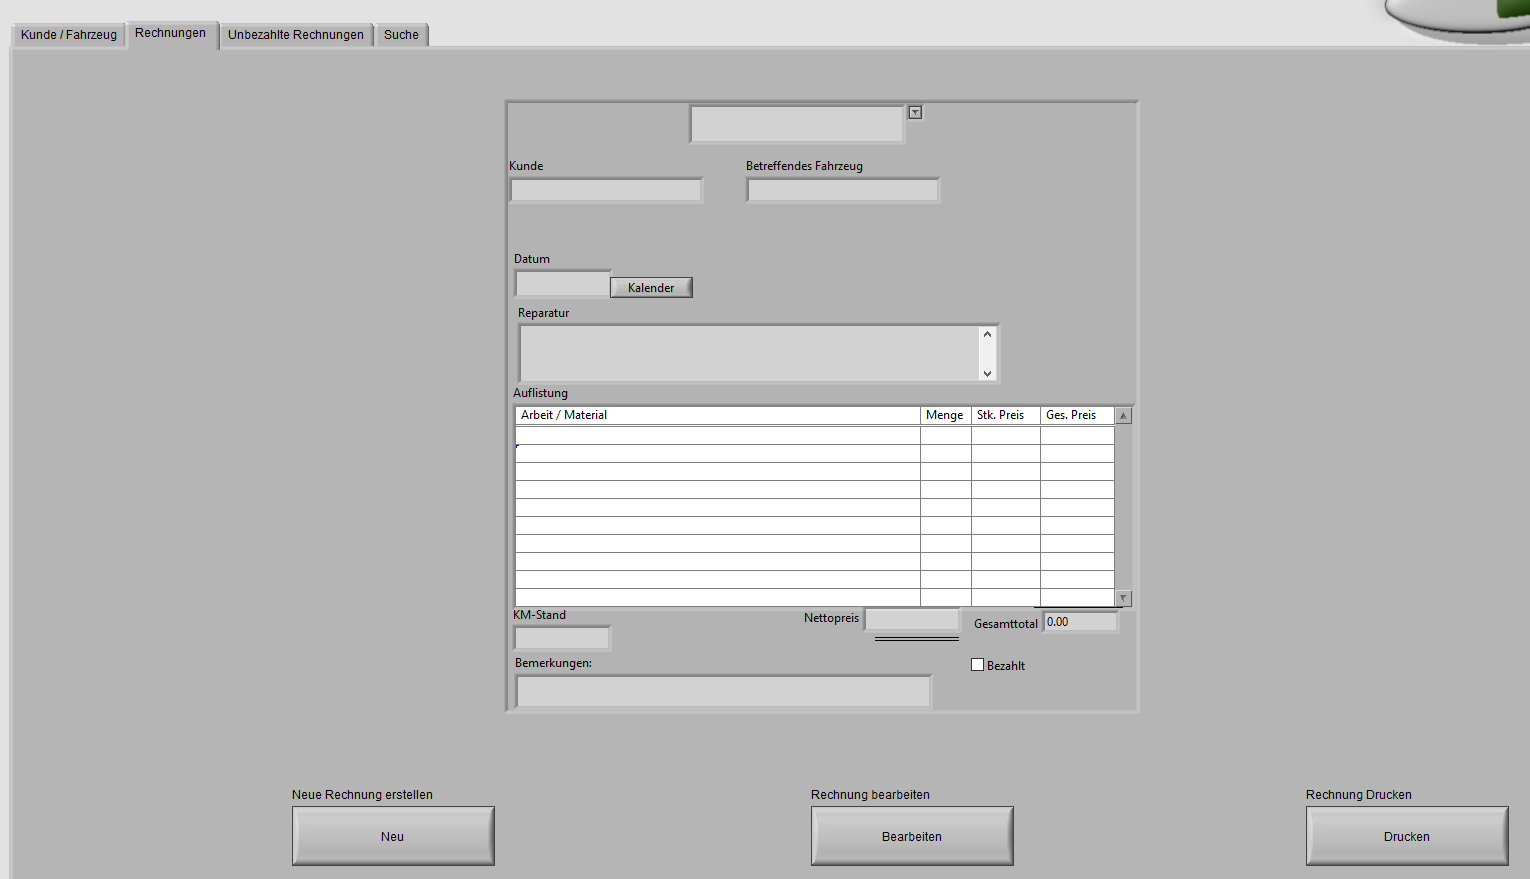 Kunde / Fahrzeug Rechnungen Unbezahlte Rechnungen Suche
Kunde Betreffendes Fahrzeug
Datum
Kalender
Reparatur
Auflistung
Arbeit / Material Menge Stk. Preis Ges. Preis
KM-Stand Nettopreis Gesamttotal 0.00
Bemerkungen: Bezahlt
Neue Rechnung erstellen Rechnung bearbeiten Rechnung Drucken
Neu Bearbeiten Drucken